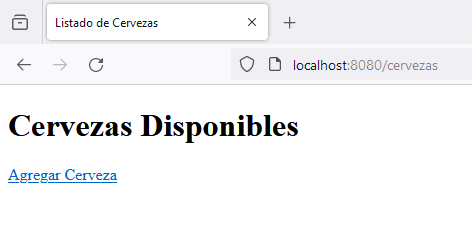 Listado de Cervezas
localhost:8080/cervezas
Cervezas Disponibles
Agregar Cerveza